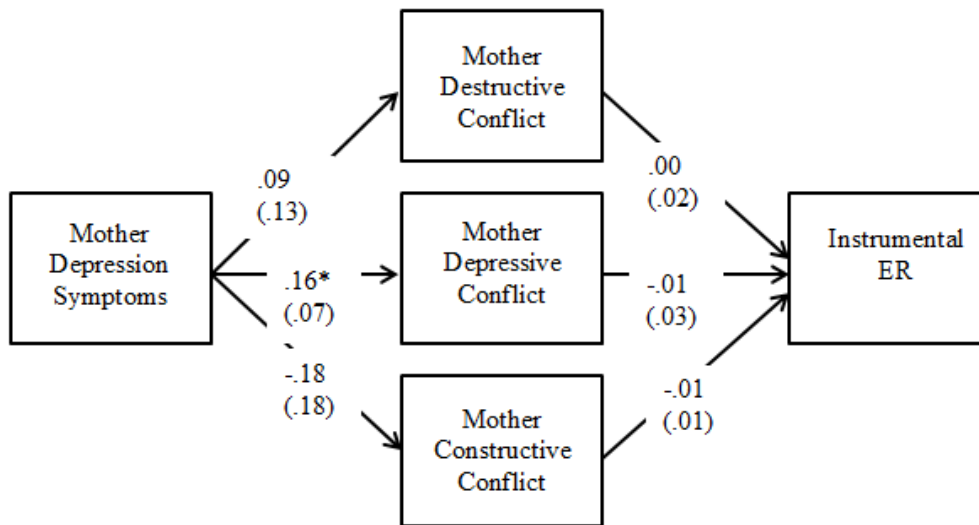 Mother
Destructive
Conflict
.09
(.13)
.00
(.02)
Mother
Depression
Symptoms
.16*
(.07)
Mother
Depressive
Conflict
-.01
(.03)
Instrumental
ER
-.18
(.18)
Mother
Constructive
Conflict
-.01
(.01)